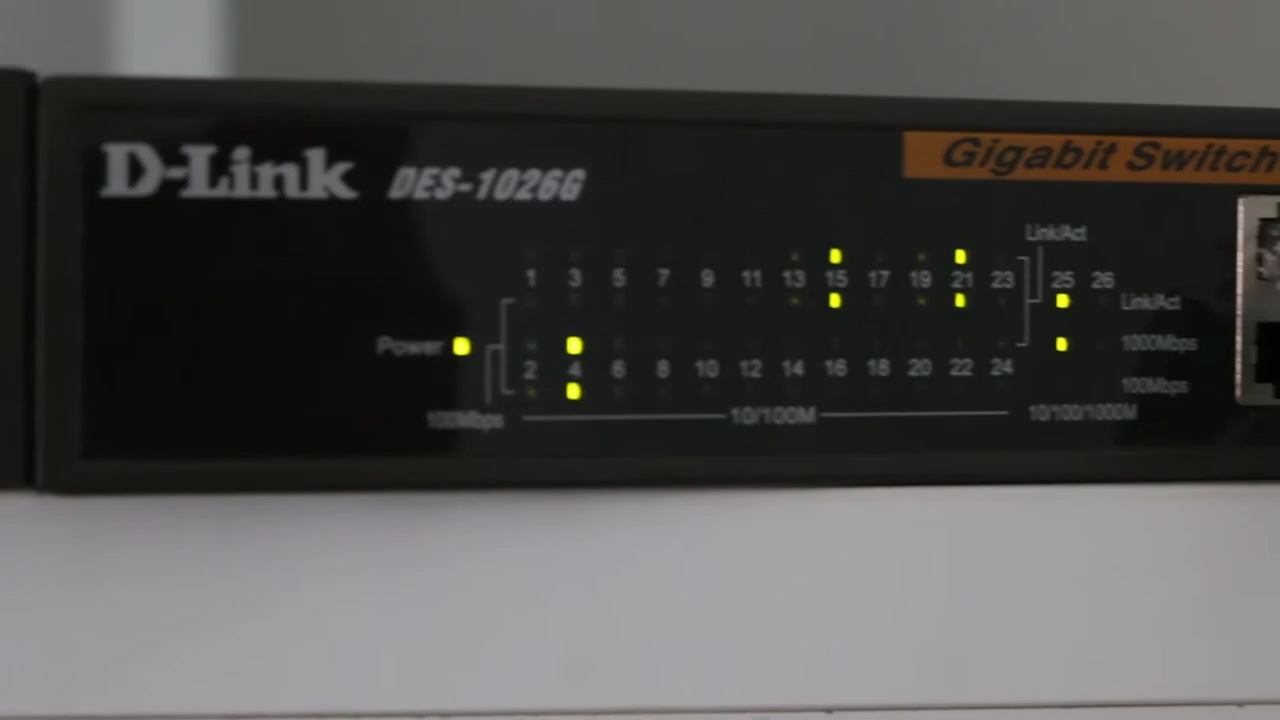 D-Link DES-1026G
Gigabit Switch
Link/Act
1 3 5 7 9 11 13 15 17 19 21 23 25 26
Link/Act
Power
1000Mbps
2 4 6 8 10 12 14 16 18 20 22 24
100Mbps
100Mbps
10/100M
10/100/1000M